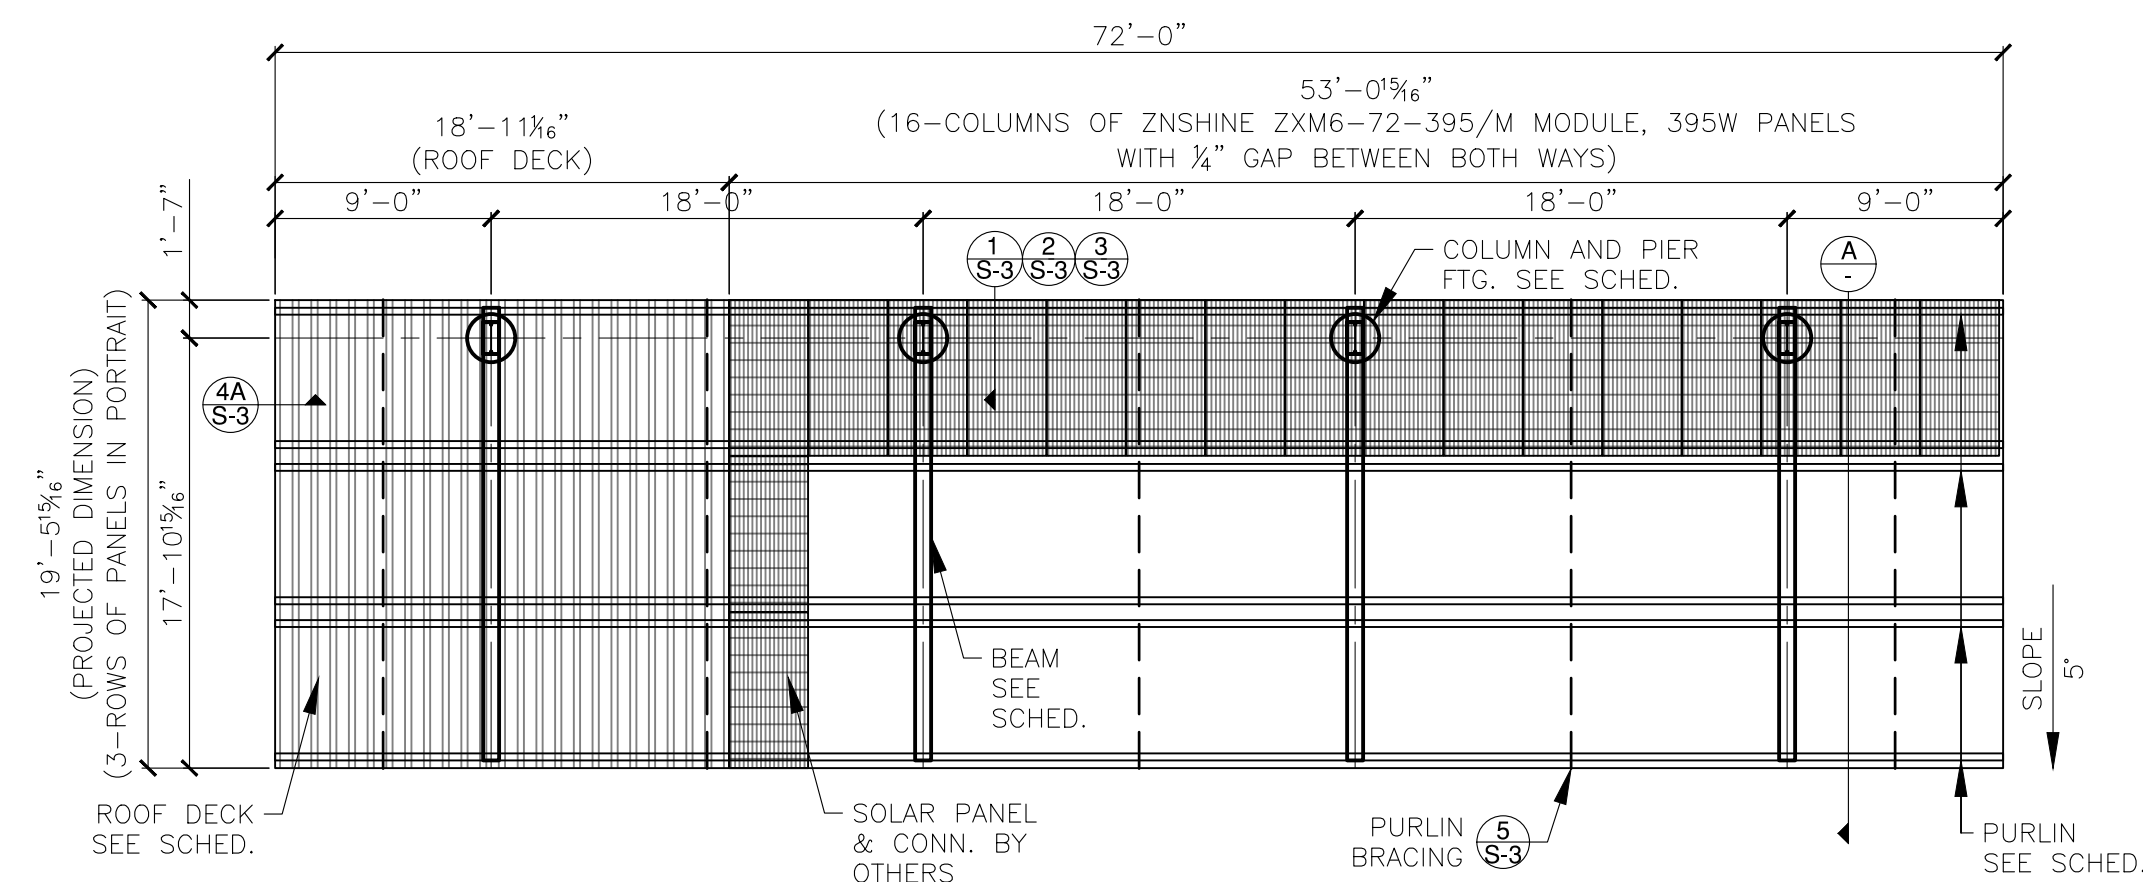 72'-0"
53'-0 15/16"
(16-COLUMNS OF ZNSHINE ZXM6-72-395/M MODULE, 395W PANELS
WITH 1/4" GAP BETWEEN BOTH WAYS)
18'-11 1/16"
(ROOF DECK)
9'-0"
18'-0"
18'-0"
18'-0"
9'-0"
1'-7"
1
S-3
2
S-3
3
S-3
COLUMN AND PIER
FTG. SEE SCHED.
A
-
4A
S-3
19'-5 15/16"
(PROJECTED DIMENSION)
(3-ROWS OF PANELS IN PORTRAIT)
17'-10 15/16"
BEAM
SEE
SCHED.
SLOPE
5°
ROOF DECK
SEE SCHED.
SOLAR PANEL
& CONN. BY
OTHERS
PURLIN
BRACING
5
S-3
PURLIN
SEE SCHED.